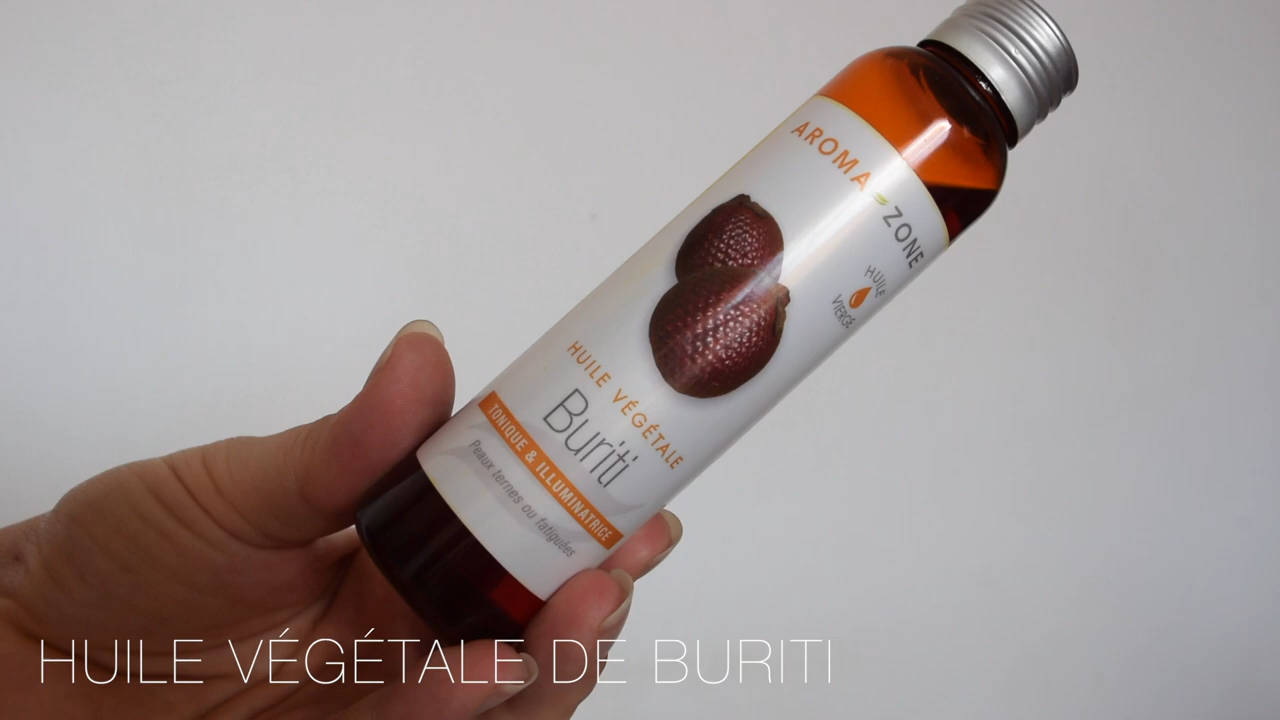 AROMA ZONE
HUILE
VIERGE
HUILE VÉGÉTALE
Buriti
TONIQUE & ILLUMINATRICE
Peaux ternes ou fatiguées
HUILE VÉGÉTALE DE BURITI